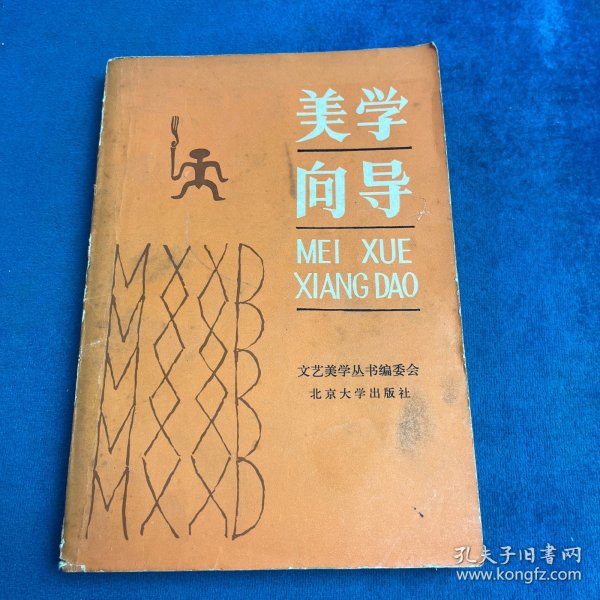 美学
向导
MEI XUE
XIANG DAO
文艺美学丛书编委会
北京大学出版社
MXXD
MXXD
MXXD
MXXD
MXXD
孔夫子旧书网
www.kongfz.com